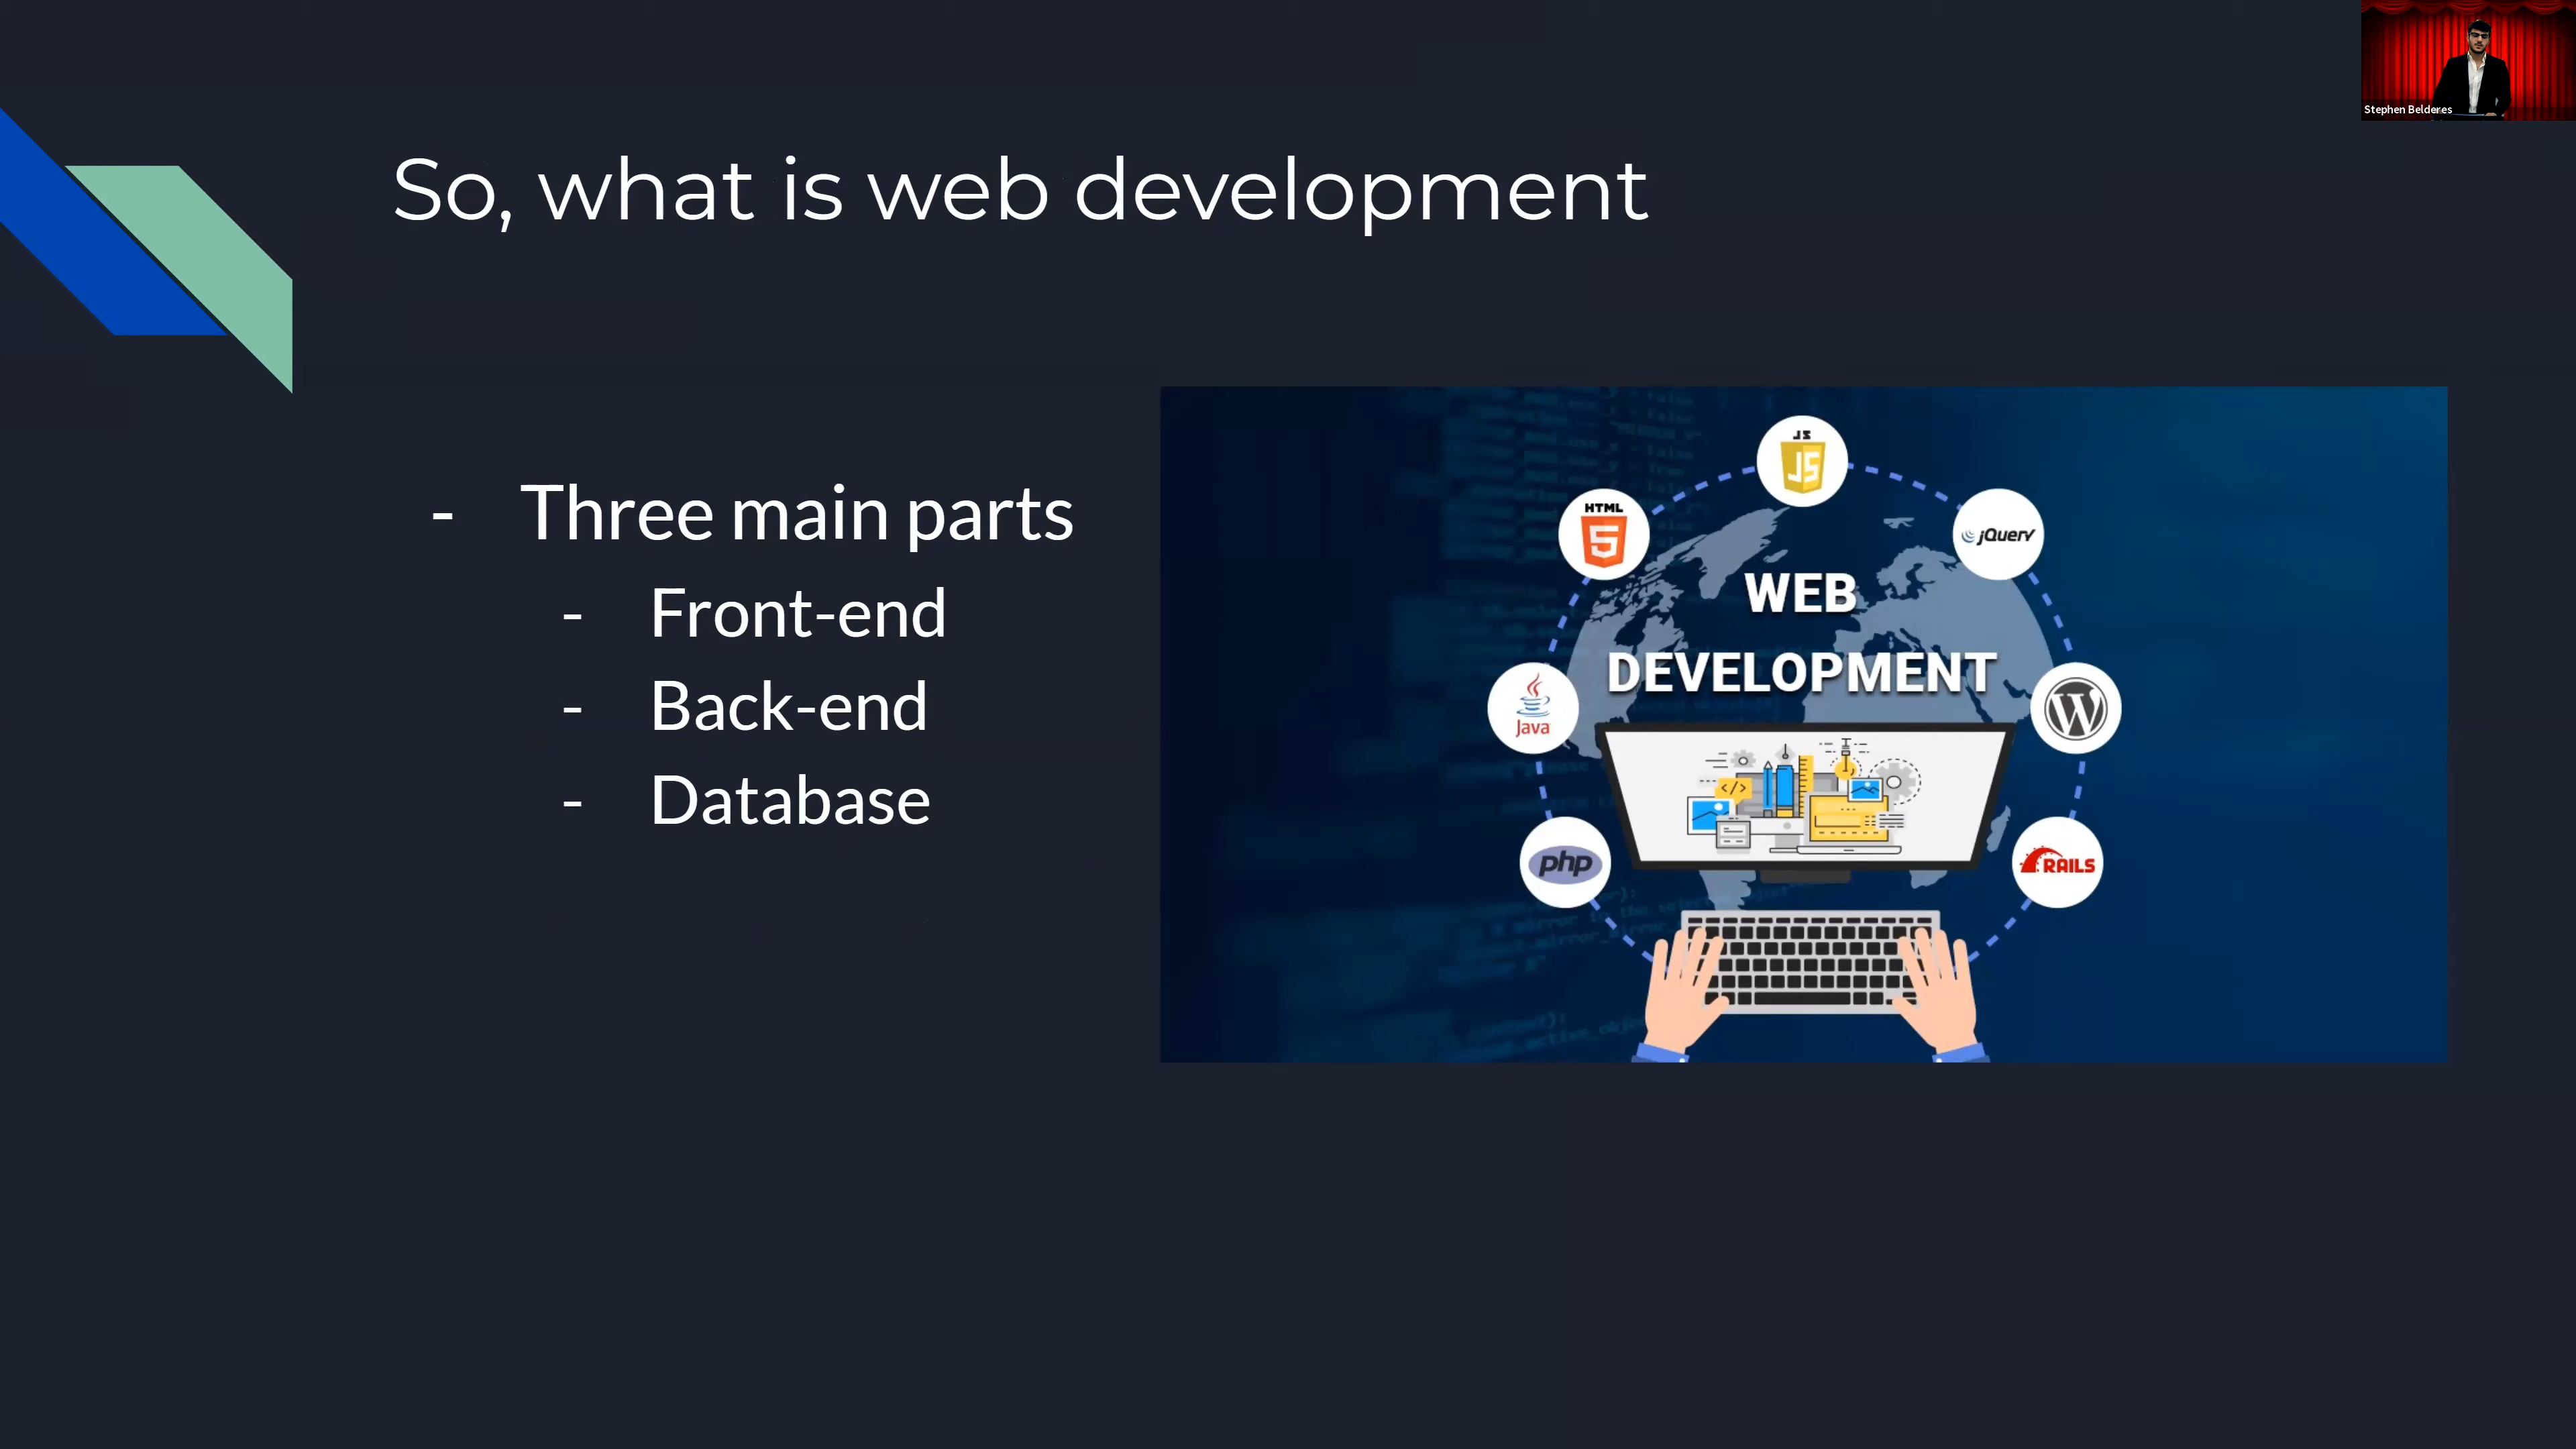 Stephen Belderes
So, what is web development
- Three main parts
- Front-end
- Back-end
- Database
JS
JS
HTML
5
jQuery
WEB
DEVELOPMENT
Java
W
</>
php
RAILS